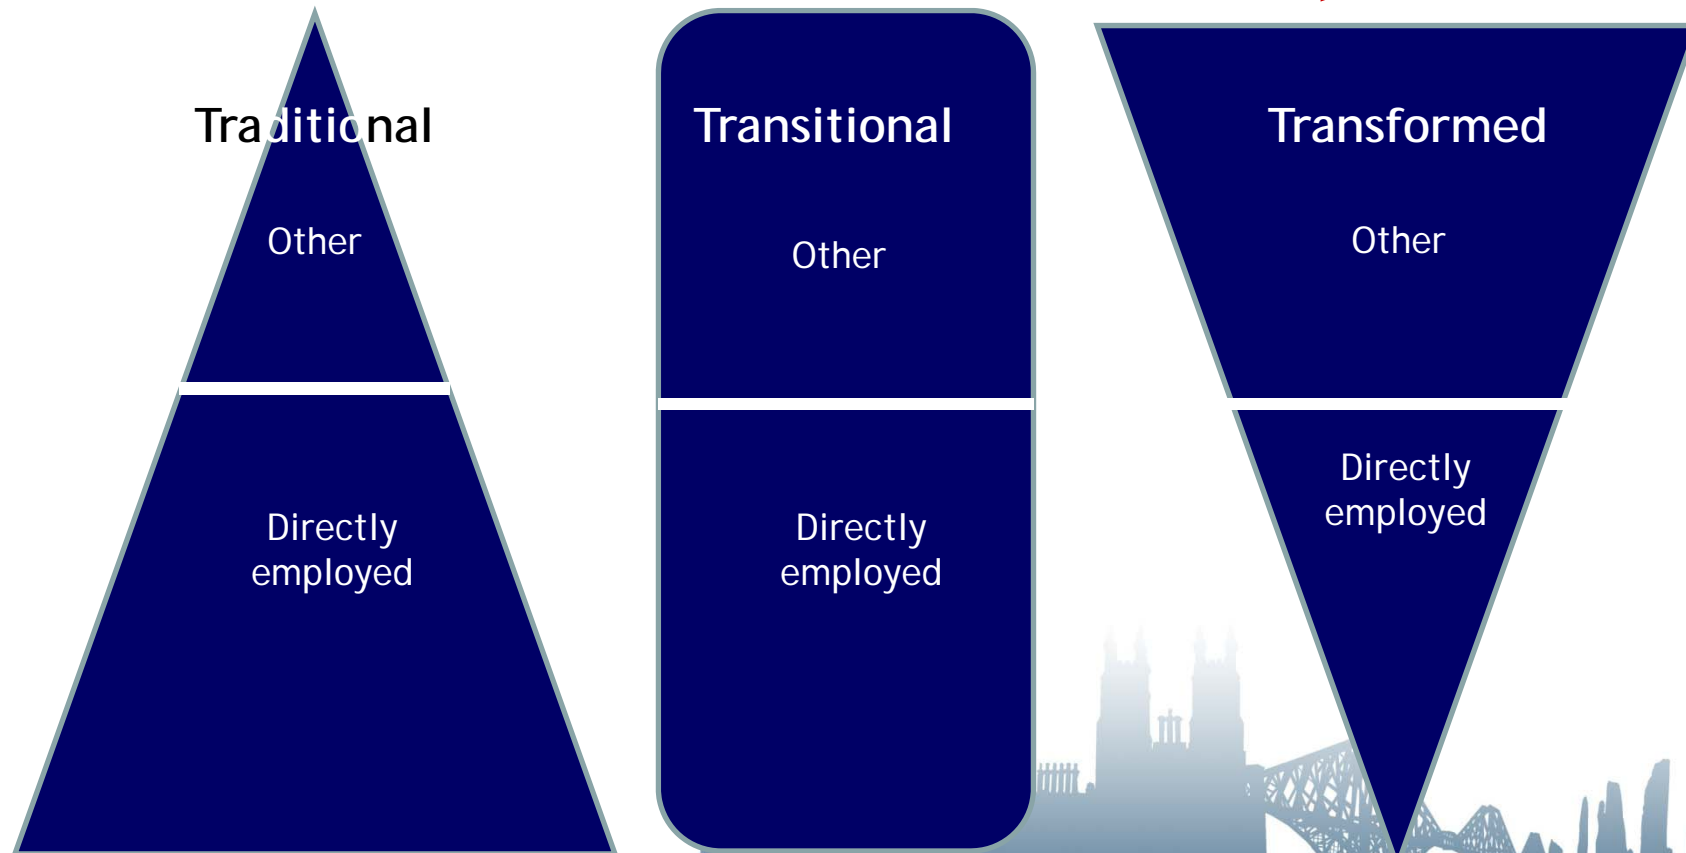 Traditional
Other
Directly
employed
Transitional
Other
Directly
employed
Transformed
Other
Directly
employed